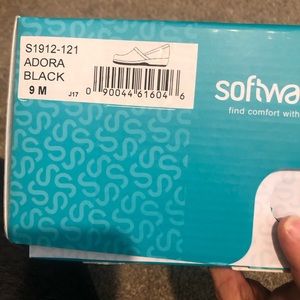 S1912-121
ADORA
BLACK
9 M
J17
0 90044 61604 6
softwa
find comfort with